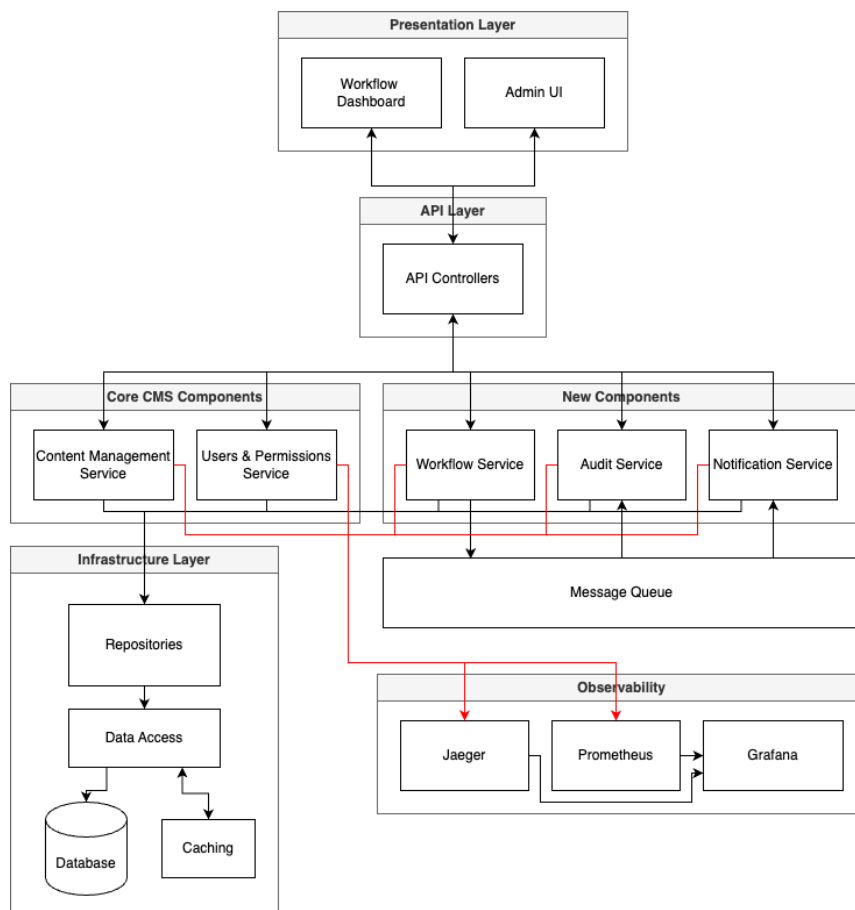 Presentation Layer
Workflow
Dashboard
Admin UI
API Layer
API Controllers
Core CMS Components
New Components
Content Management
Service
Users & Permissions
Service
Workflow Service
Audit Service
Notification Service
Infrastructure Layer
Message Queue
Repositories
Observability
Data Access
Jaeger
Prometheus
Grafana
Database
Caching